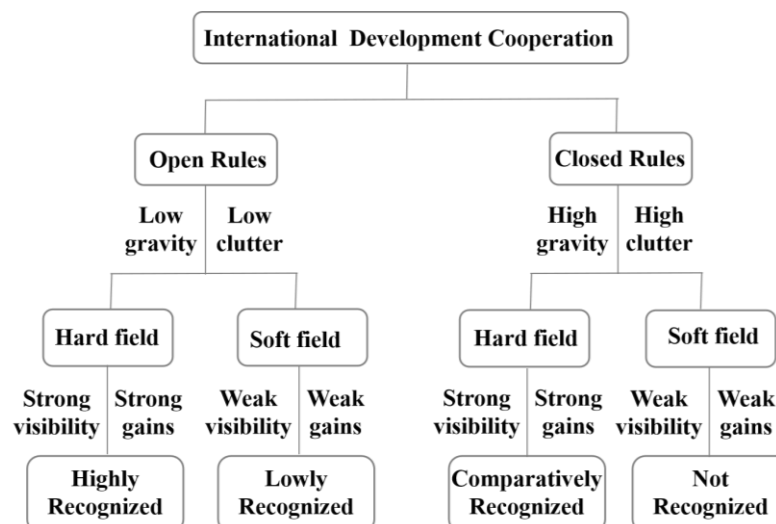 International Development Cooperation
Open Rules
Closed Rules
Low gravity
Low clutter
High gravity
High clutter
Hard field
Soft field
Hard field
Soft field
Strong visibility
Strong gains
Weak visibility
Weak gains
Strong visibility
Strong gains
Weak visibility
Weak gains
Highly Recognized
Lowly Recognized
Comparatively Recognized
Not Recognized